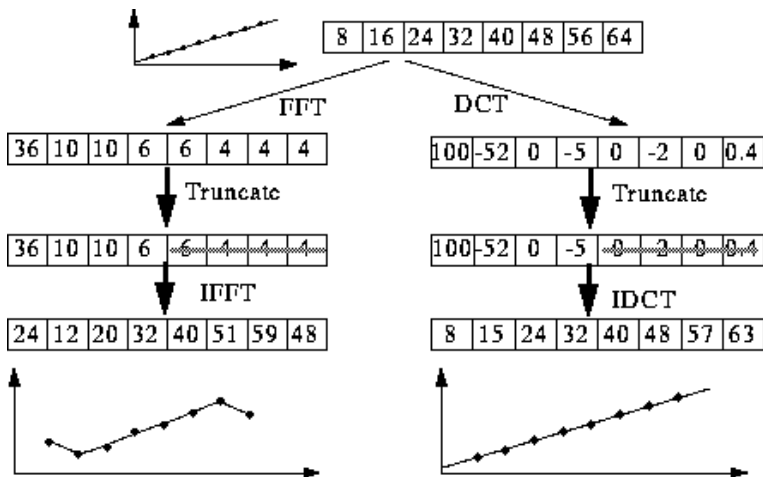 8 16 24 32 40 48 56 64
FFT DCT
36 10 10 6 6 4 4 4
100 -52 0 -5 0 -2 0 0.4
Truncate Truncate
36 10 10 6 6 4 4 4
100 -52 0 -5 0 2 0 0.4
IFFT IDCT
24 12 20 32 40 51 59 48
8 15 24 32 40 48 57 63